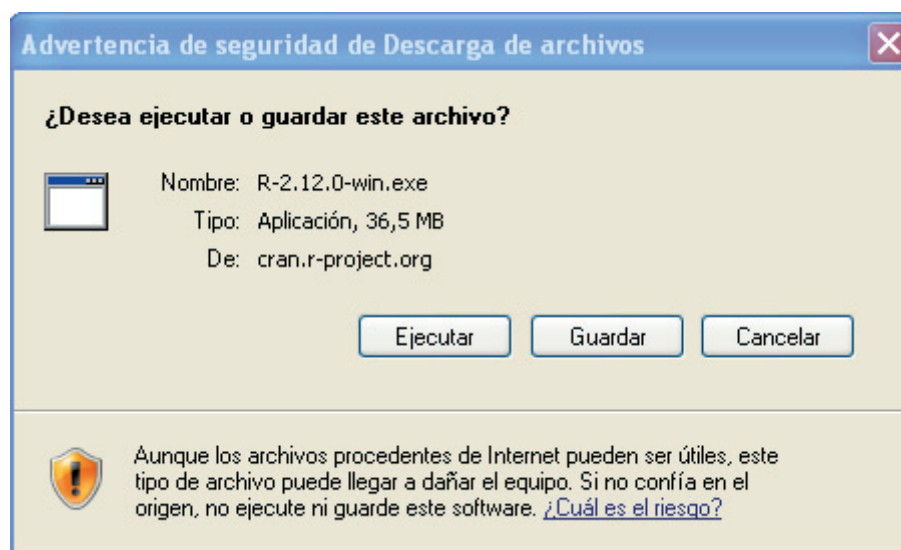 Advertencia de seguridad de Descarga de archivos
¿Desea ejecutar o guardar este archivo?
Nombre: R-2.12.0-win.exe
Tipo: Aplicación, 36,5 MB
De: cran.r-project.org
Ejecutar Guardar Cancelar
Aunque los archivos procedentes de Internet pueden ser útiles, este
tipo de archivo puede llegar a dañar el equipo. Si no confía en el
origen, no ejecute ni guarde este software. ¿Cuál es el riesgo?